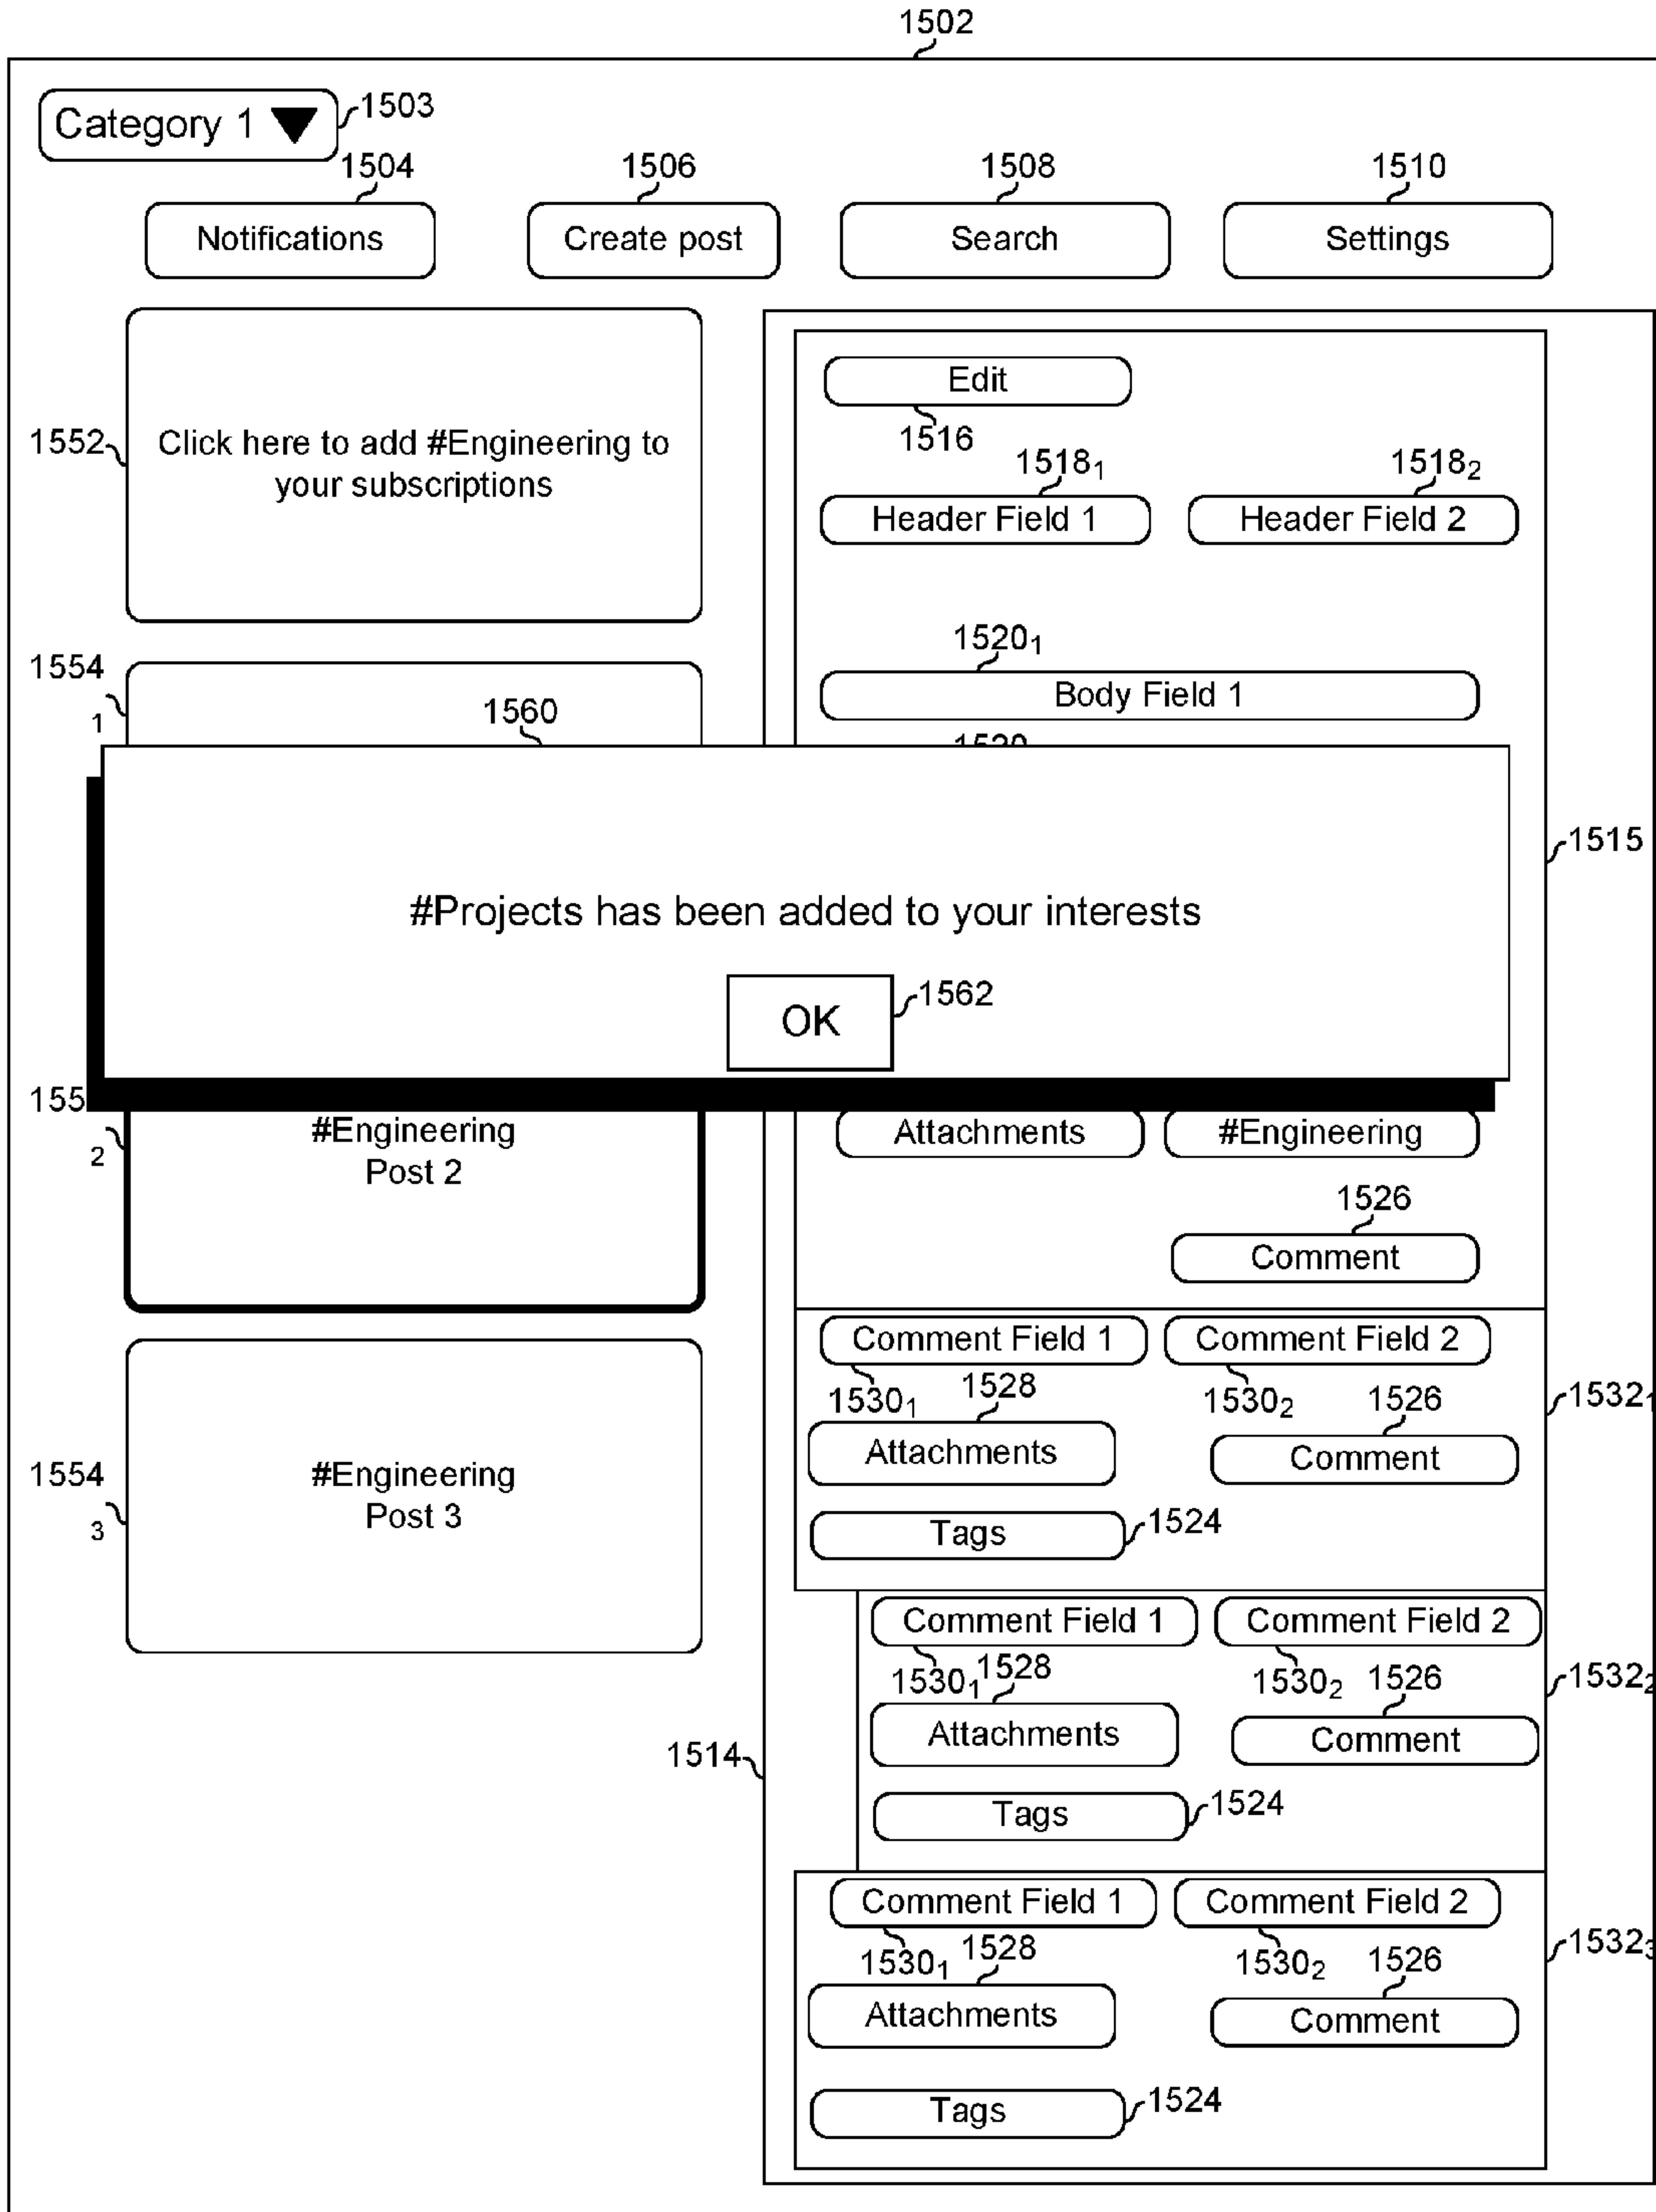 1502
Category 1
1503
1504
1506
1508
1510
Notifications
Create post
Search
Settings
1552
Click here to add #Engineering to
your subscriptions
Edit
1516
1518₁
1518₂
Header Field 1
Header Field 2
1520₁
Body Field 1
1554
1
1560
1515
#Projects has been added to your interests
OK
1562
155
2
#Engineering
Post 2
Attachments
#Engineering
1526
Comment
Comment Field 1
Comment Field 2
1530₁
1528
1530₂
1526
1532₁
Attachments
Comment
1554
3
#Engineering
Post 3
Tags
1524
Comment Field 1
Comment Field 2
1530₁
1528
1530₂
1526
1532₂
Attachments
Comment
1514
Tags
1524
Comment Field 1
Comment Field 2
1530₁
1528
1530₂
1526
1532₃
Attachments
Comment
Tags
1524